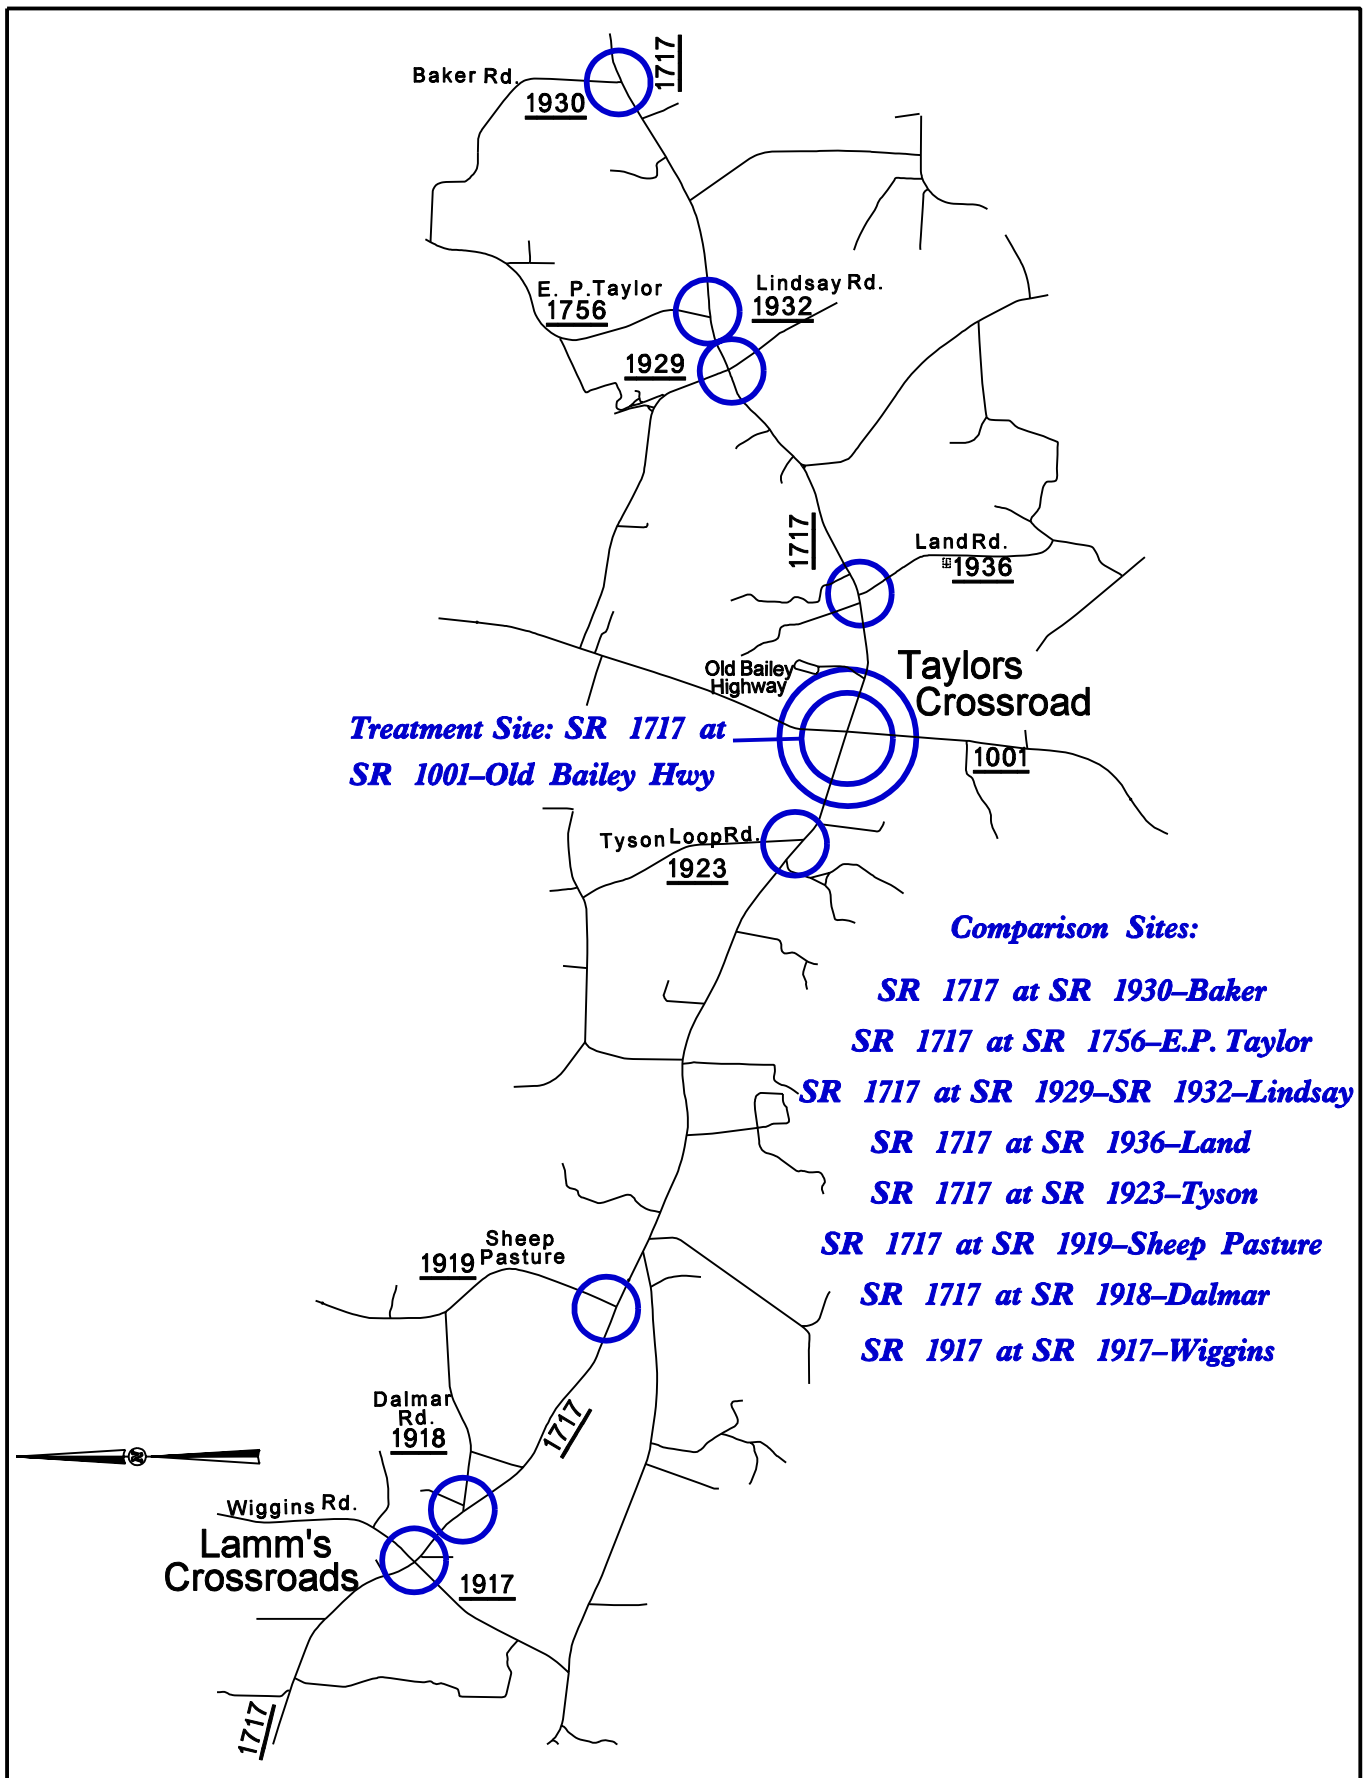 1717
Baker Rd.
1930
E. P. Taylor
1756
Lindsay Rd.
1932
1929
1717
Land Rd.
1936
Old Bailey
Highway
Taylors
Crossroad
Treatment Site: SR 1717 at
SR 1001–Old Bailey Hwy
1001
Tyson Loop Rd.
1923
Comparison Sites:
SR 1717 at SR 1930–Baker
SR 1717 at SR 1756–E.P. Taylor
SR 1717 at SR 1929–SR 1932–Lindsay
SR 1717 at SR 1936–Land
SR 1717 at SR 1923–Tyson
SR 1717 at SR 1919–Sheep Pasture
SR 1717 at SR 1918–Dalmar
SR 1917 at SR 1917–Wiggins
Sheep
Pasture
1919
Dalmar
Rd.
1918
1717
N
Wiggins Rd.
Lamm's
Crossroads
1917
1717